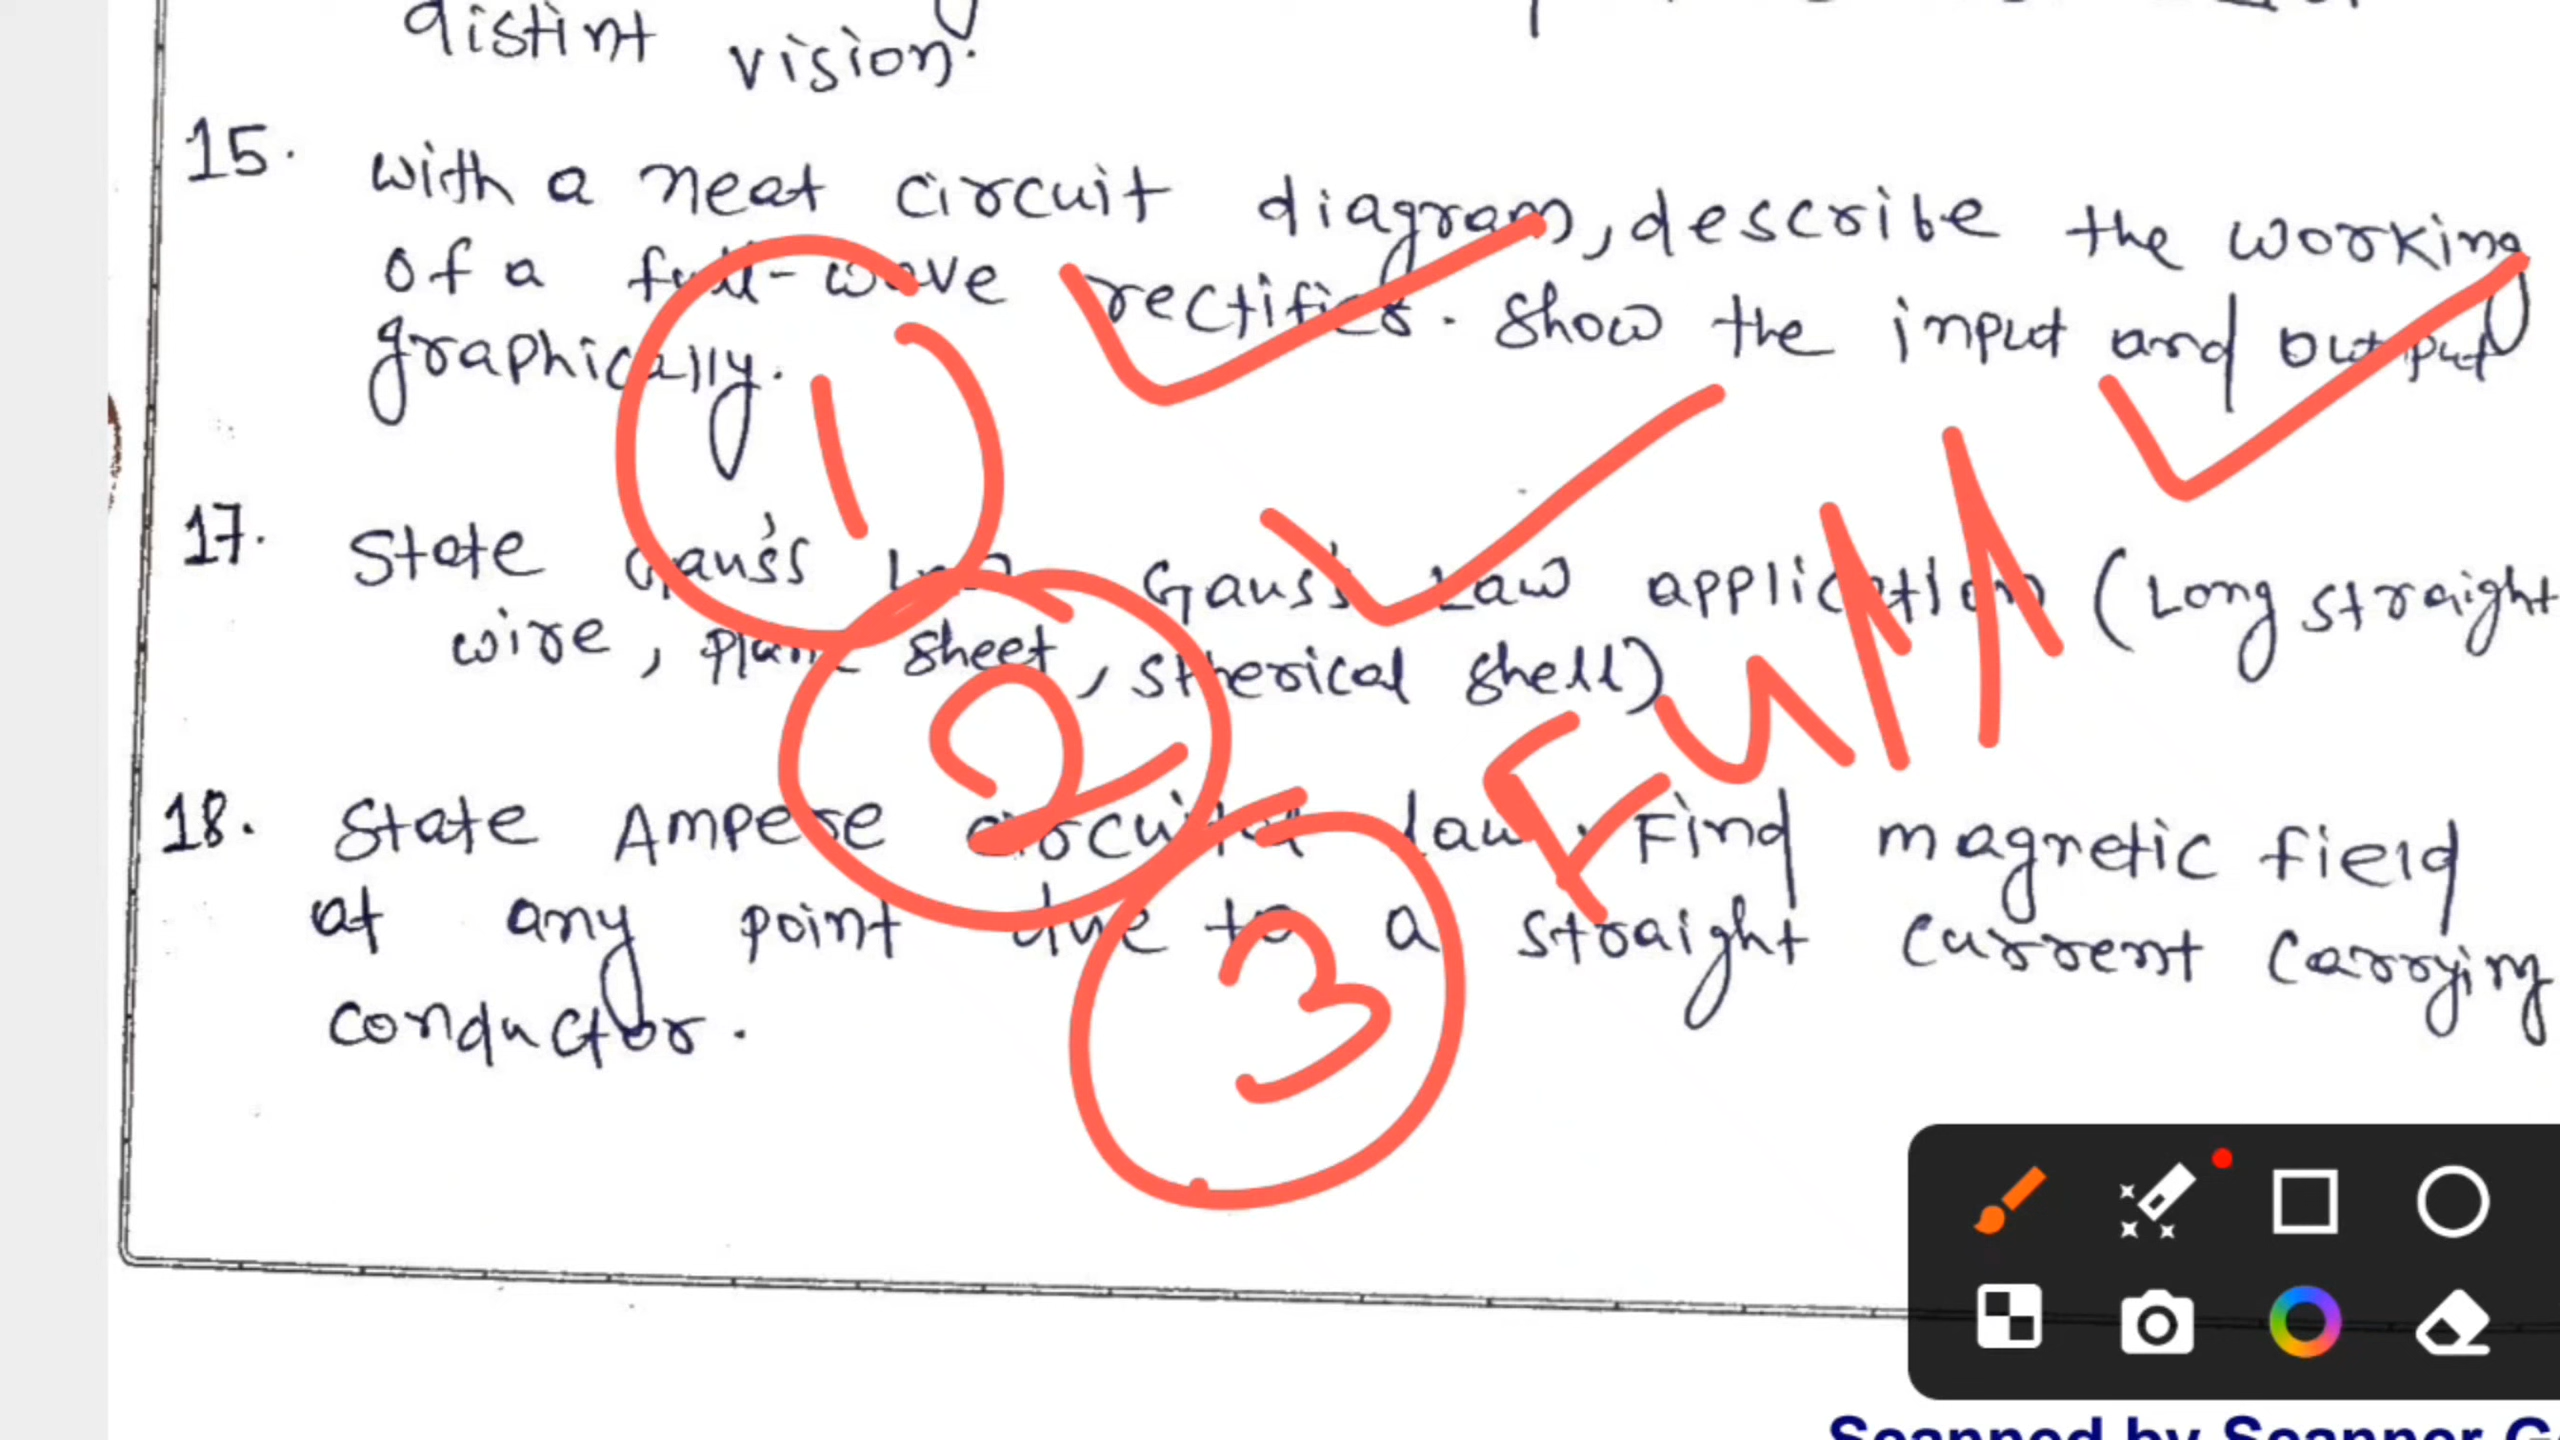 distint vision.
15. with a neat circuit diagram, describe the working
of a full-wave rectifier. Show the input and output
graphically.
17. State Gaus's Law Gaus's Law application (Long straight
wire, plane sheet, spherical shell)
18. State Ampere circuital law. Find magnetic field
at any point due to a straight current carrying
conductor.
1
2
3
Full
Scanned by Scanner G